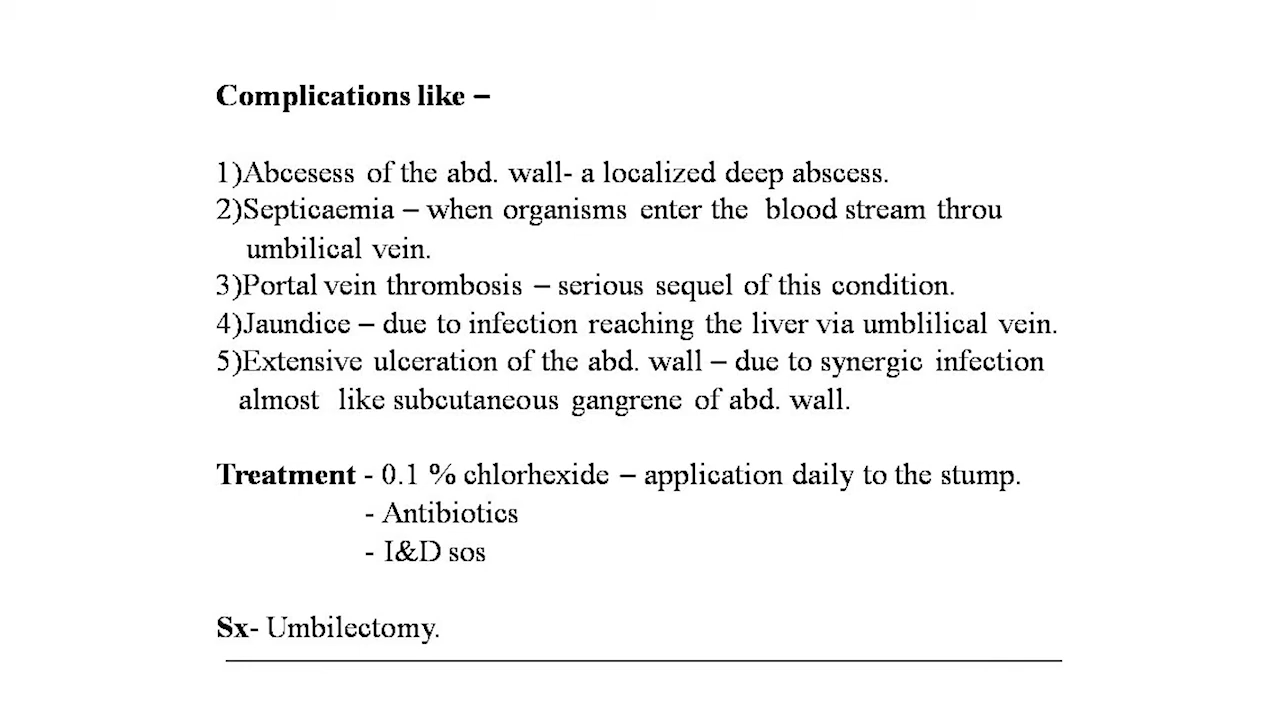 Complications like –
1)Abcesess of the abd. wall- a localized deep abscess.
2)Septicaemia – when organisms enter the blood stream throu
umbilical vein.
3)Portal vein thrombosis – serious sequel of this condition.
4)Jaundice – due to infection reaching the liver via umblilical vein.
5)Extensive ulceration of the abd. wall – due to synergic infection
almost like subcutaneous gangrene of abd. wall.
Treatment - 0.1 % chlorhexide – application daily to the stump.
- Antibiotics
- I&D sos
Sx- Umbilectomy.